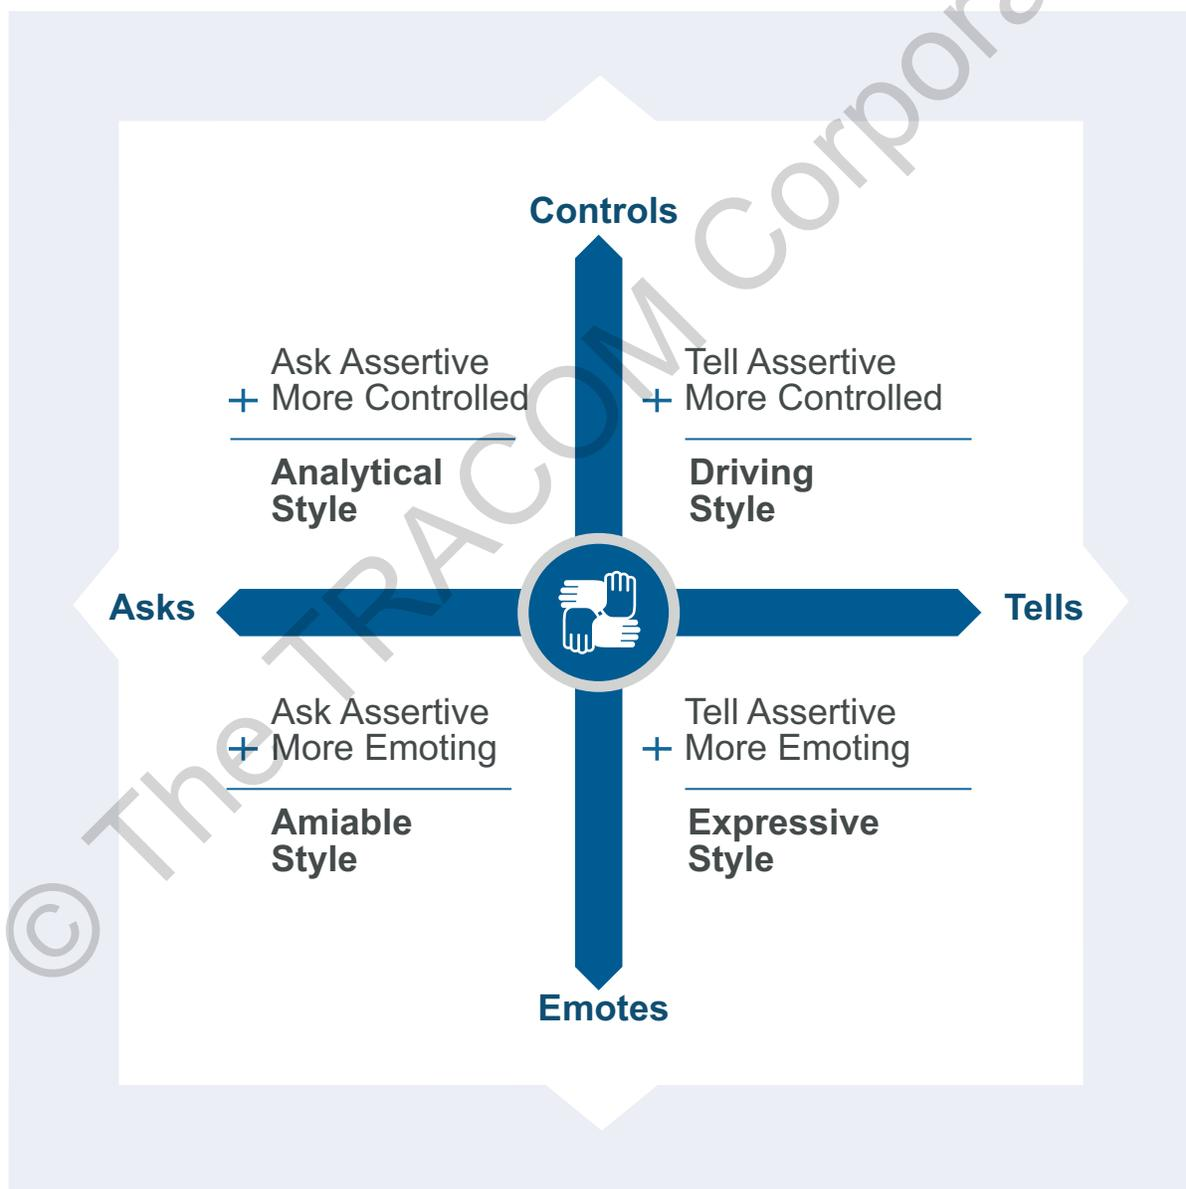 Controls
Ask Assertive
+ More Controlled
Analytical
Style
Tell Assertive
+ More Controlled
Driving
Style
Asks
Tells
Ask Assertive
+ More Emoting
Amiable
Style
Tell Assertive
+ More Emoting
Expressive
Style
Emotes
© The TRACOM Corpora